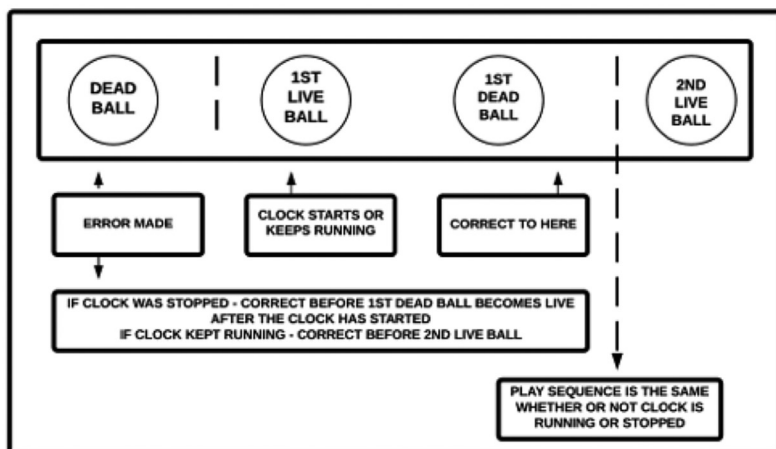 DEAD
BALL
1ST
LIVE
BALL
1ST
DEAD
BALL
2ND
LIVE
BALL
ERROR MADE
CLOCK STARTS OR
KEEPS RUNNING
CORRECT TO HERE
IF CLOCK WAS STOPPED - CORRECT BEFORE 1ST DEAD BALL BECOMES LIVE
AFTER THE CLOCK HAS STARTED
IF CLOCK KEPT RUNNING - CORRECT BEFORE 2ND LIVE BALL
PLAY SEQUENCE IS THE SAME
WHETHER OR NOT CLOCK IS
RUNNING OR STOPPED